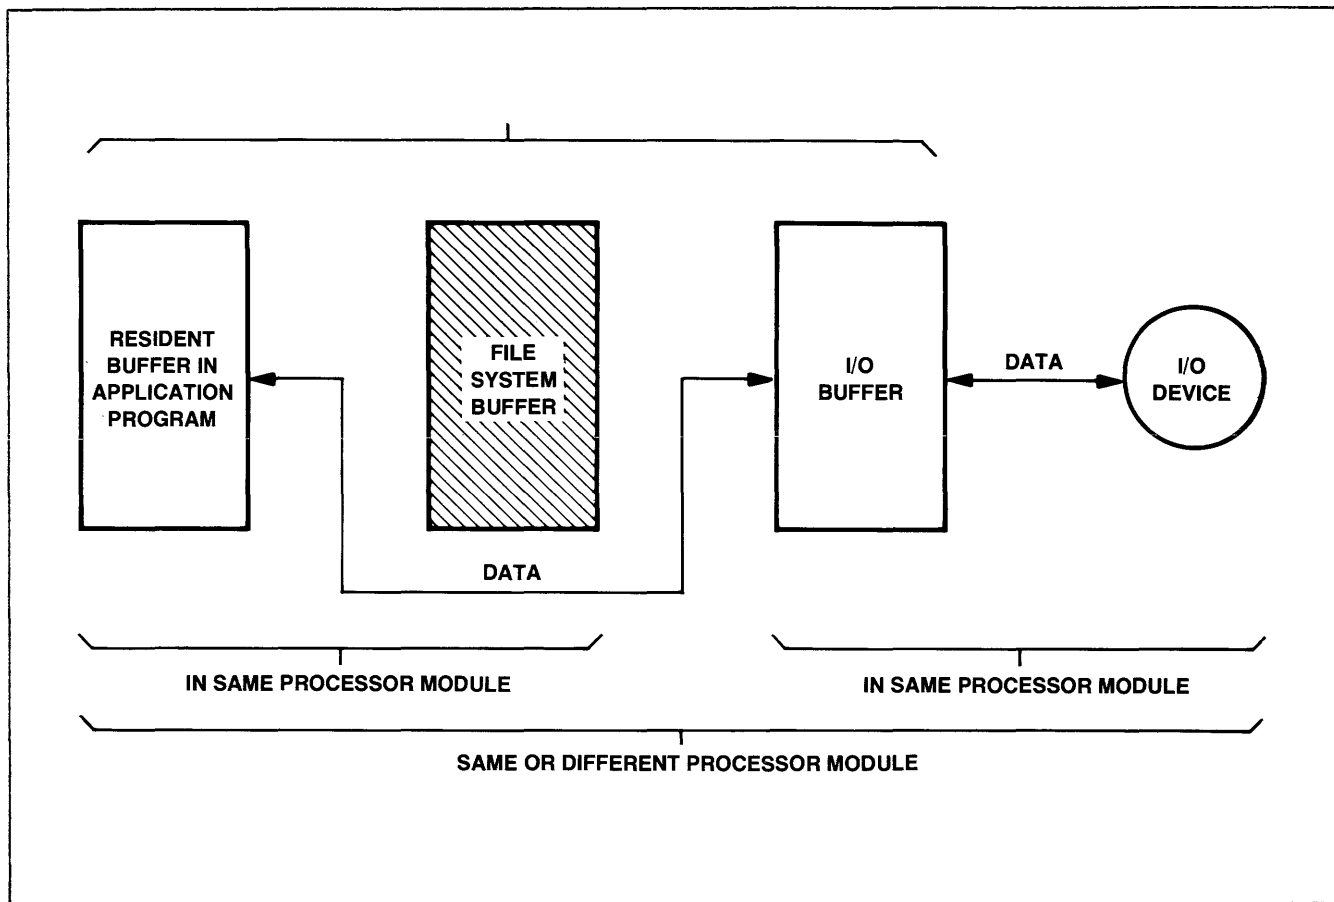 RESIDENT
BUFFER IN
APPLICATION
PROGRAM
FILE
SYSTEM
BUFFER
I/O
BUFFER
DATA
I/O
DEVICE
DATA
IN SAME PROCESSOR MODULE
IN SAME PROCESSOR MODULE
SAME OR DIFFERENT PROCESSOR MODULE